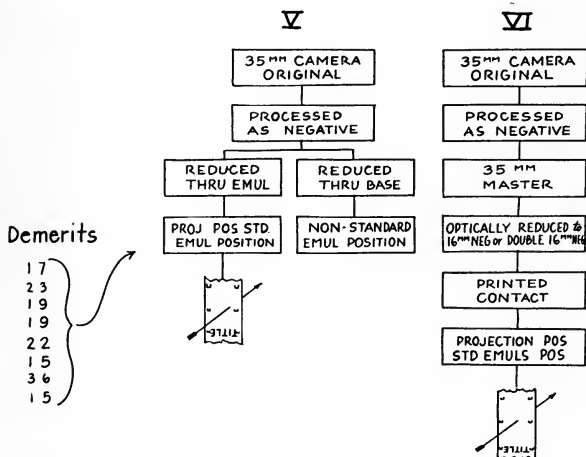 V
35MM CAMERA
ORIGINAL
PROCESSED
AS NEGATIVE
REDUCED
THRU EMUL
REDUCED
THRU BASE
PROJ POS STD.
EMUL POSITION
NON-STANDARD
EMUL POSITION
TITLE
Demerits
17
23
19
19
22
15
36
15
VI
35MM CAMERA
ORIGINAL
PROCESSED
AS NEGATIVE
35 MM
MASTER
OPTICALLY REDUCED to
16MM NEG or DOUBLE 16MM NEG
PRINTED
CONTACT
PROJECTION POS
STD EMULS POS
TITLE